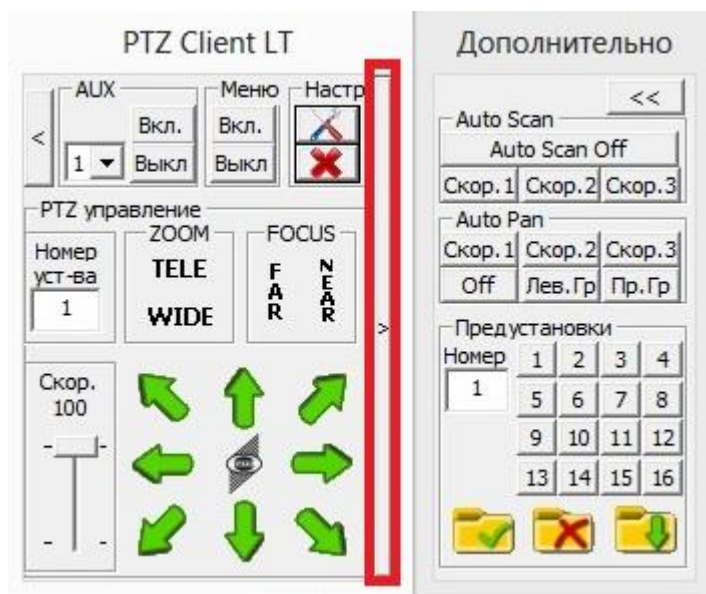 PTZ Client LT
AUX Меню Настр
< Вкл. Вкл.
1 Выкл Выкл
PTZ управление
ZOOM FOCUS
Номер
уст-ва
1
TELE
WIDE
FAR NEAR
>
Скор.
100
Дополнительно
<<
Auto Scan
Auto Scan Off
Скор.1 Скор.2 Скор.3
Auto Pan
Скор.1 Скор.2 Скор.3
Off Лев.Гр Пр.Гр
Предустановки
Номер 1 2 3 4
1 5 6 7 8
9 10 11 12
13 14 15 16